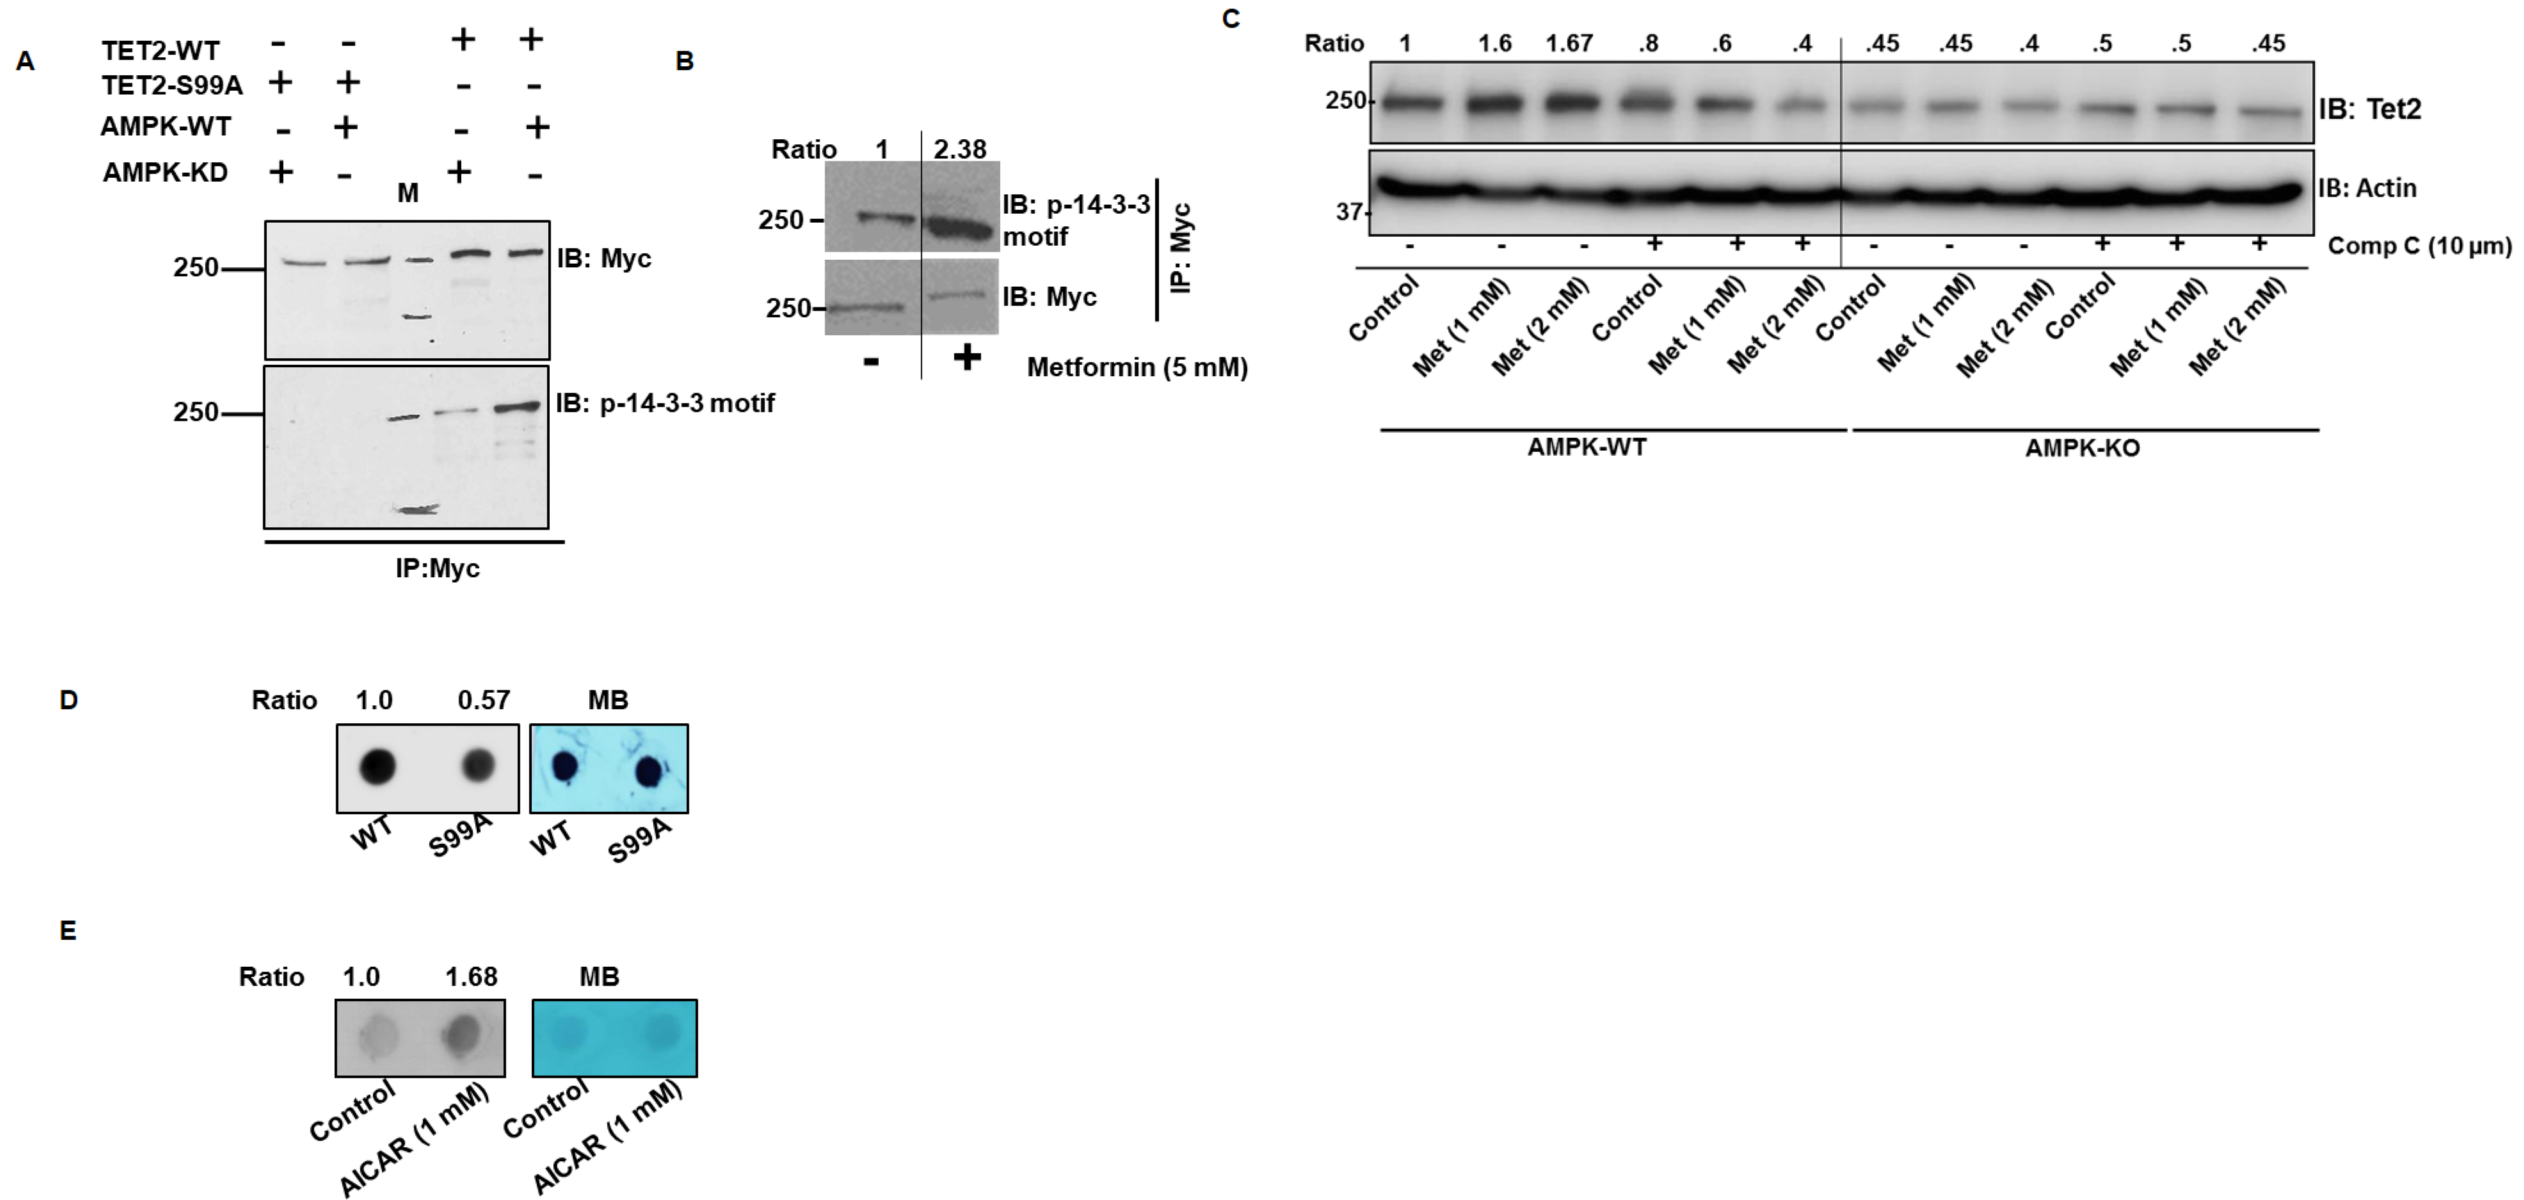 A
TET2-WT - - + +
TET2-S99A + + - -
AMPK-WT - + - +
AMPK-KD + - + -
M
250 IB: Myc
250 IB: p-14-3-3 motif
IP:Myc
B
Ratio 1 2.38
250 IB: p-14-3-3
motif
250 IB: Myc
IP: Myc
- + Metformin (5 mM)
C
Ratio 1 1.6 1.67 .8 .6 .4 .45 .45 .4 .5 .5 .45
250 IB: Tet2
37 IB: Actin
- - - + + + - - - + + + Comp C (10 µm)
Control Met (1 mM) Met (2 mM) Control Met (1 mM) Met (2 mM) Control Met (1 mM) Met (2 mM) Control Met (1 mM) Met (2 mM)
AMPK-WT AMPK-KO
D
Ratio 1.0 0.57 MB
WT S99A WT S99A
E
Ratio 1.0 1.68 MB
Control AICAR (1 mM) Control AICAR (1 mM)